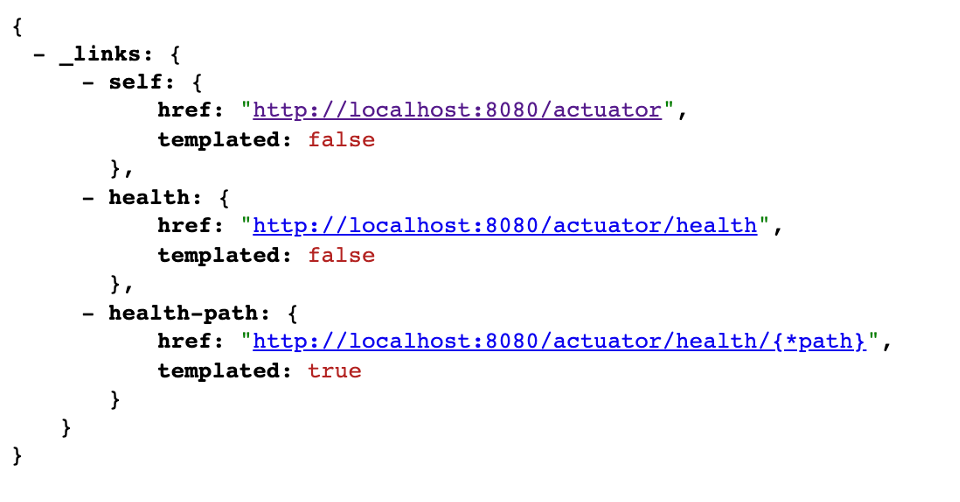 {
- _links: {
- self: {
href: "http://localhost:8080/actuator",
templated: false
},
- health: {
href: "http://localhost:8080/actuator/health",
templated: false
},
- health-path: {
href: "http://localhost:8080/actuator/health/{*path}",
templated: true
}
}
}